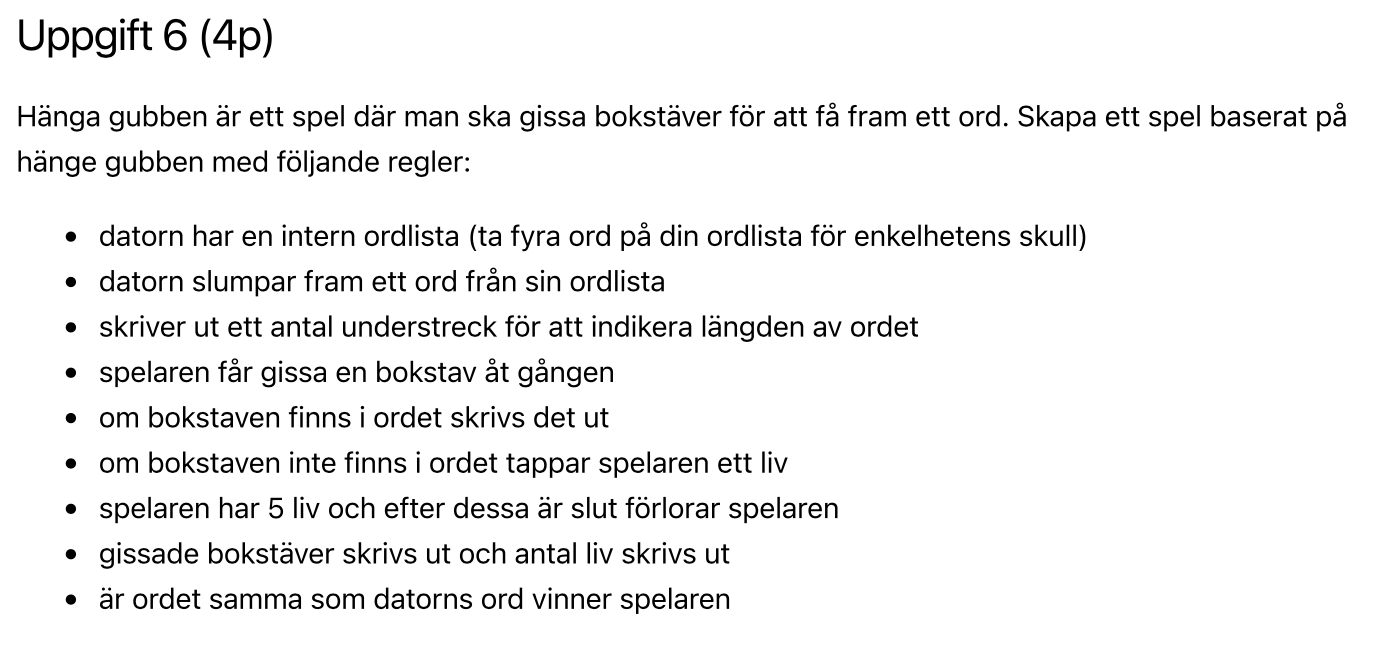 Uppgift 6 (4p)
Hänga gubben är ett spel där man ska gissa bokstäver för att få fram ett ord. Skapa ett spel baserat på
hänge gubben med följande regler:
• datorn har en intern ordlista (ta fyra ord på din ordlista för enkelhetens skull)
• datorn slumpar fram ett ord från sin ordlista
• skriver ut ett antal understreck för att indikera längden av ordet
• spelaren får gissa en bokstav åt gången
• om bokstaven finns i ordet skrivs det ut
• om bokstaven inte finns i ordet tappar spelaren ett liv
• spelaren har 5 liv och efter dessa är slut förlorar spelaren
• gissade bokstäver skrivs ut och antal liv skrivs ut
• är ordet samma som datorns ord vinner spelaren